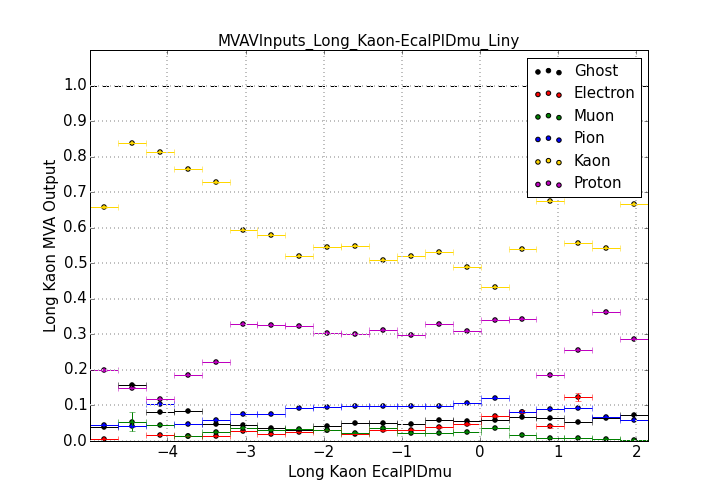 MVAVInputs_Long_Kaon-EcalPIDmu_Liny
Long Kaon MVA Output
1.0
0.9
0.8
0.7
0.6
0.5
0.4
0.3
0.2
0.1
0.0
Ghost
Electron
Muon
Pion
Kaon
Proton
−4 −3 −2 −1 0 1 2
Long Kaon EcalPIDmu